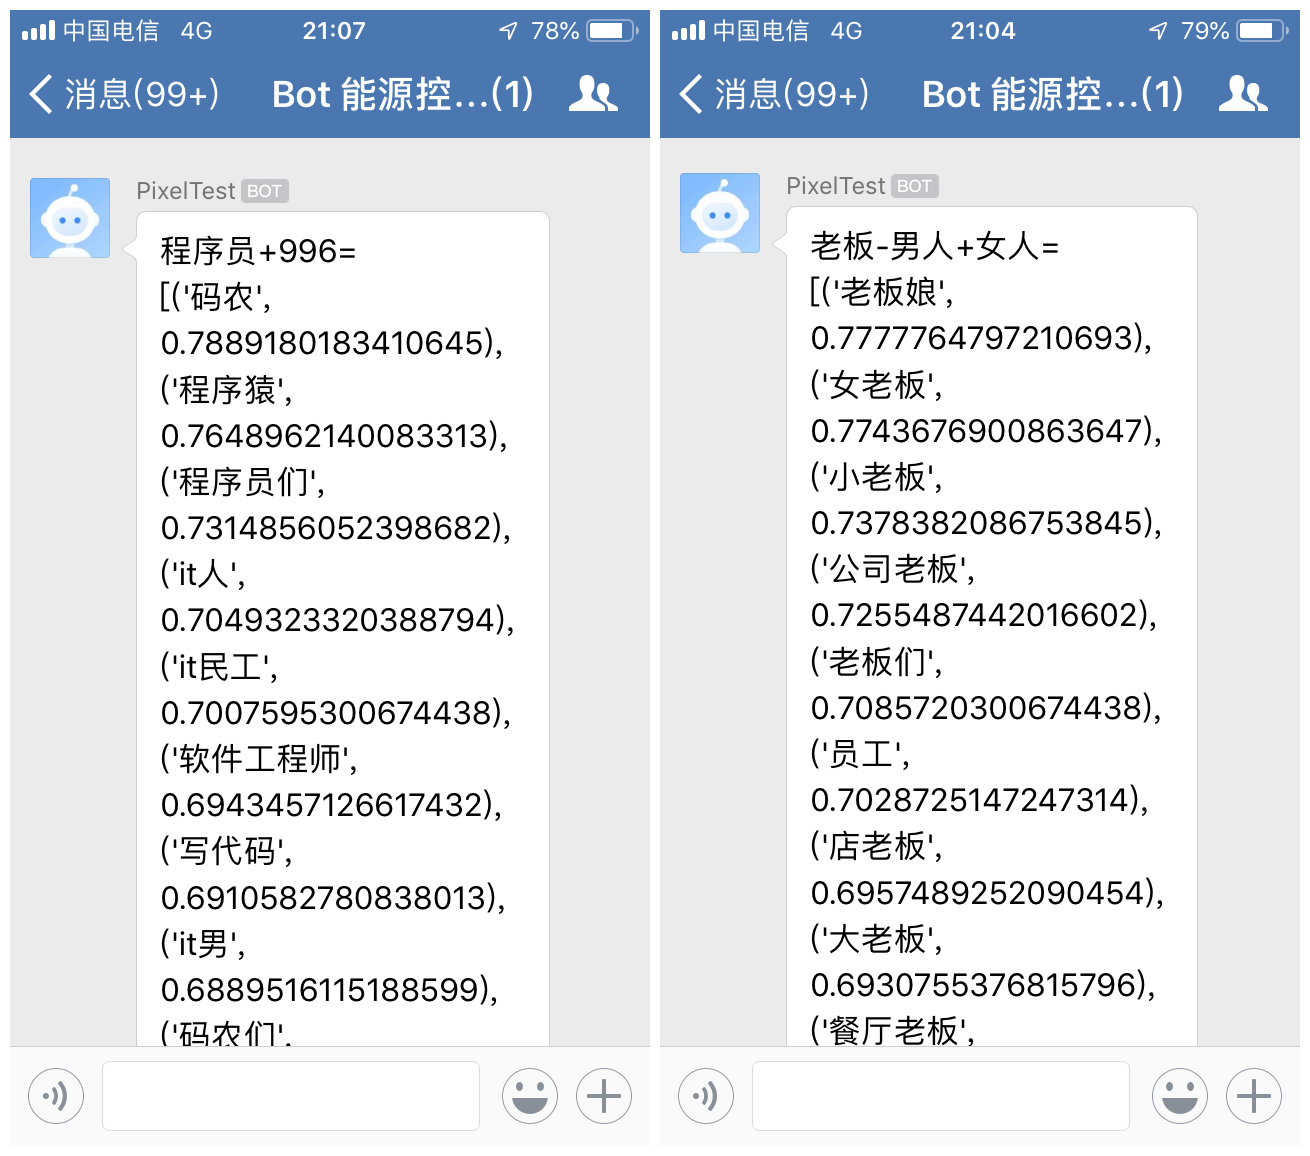 中国电信 4G 21:07 78%
消息(99+) Bot 能源控...(1)
PixelTest BOT
程序员+996=
[('码农',
0.7889180183410645),
('程序猿',
0.7648962140083313),
('程序员们',
0.7314856052398682),
('it人',
0.7049323320388794),
('it民工',
0.7007595300674438),
('软件工程师',
0.6943457126617432),
('写代码',
0.6910582780838013),
('it男',
0.6889516115188599),
('码农们',
中国电信 4G 21:04 79%
消息(99+) Bot 能源控...(1)
PixelTest BOT
老板-男人+女人=
[('老板娘',
0.7777764797210693),
('女老板',
0.7743676900863647),
('小老板',
0.7378382086753845),
('公司老板',
0.7255487442016602),
('老板们',
0.7085720300674438),
('员工',
0.7028725147247314),
('店老板',
0.6957489252090454),
('大老板',
0.6930755376815796),
('餐厅老板',